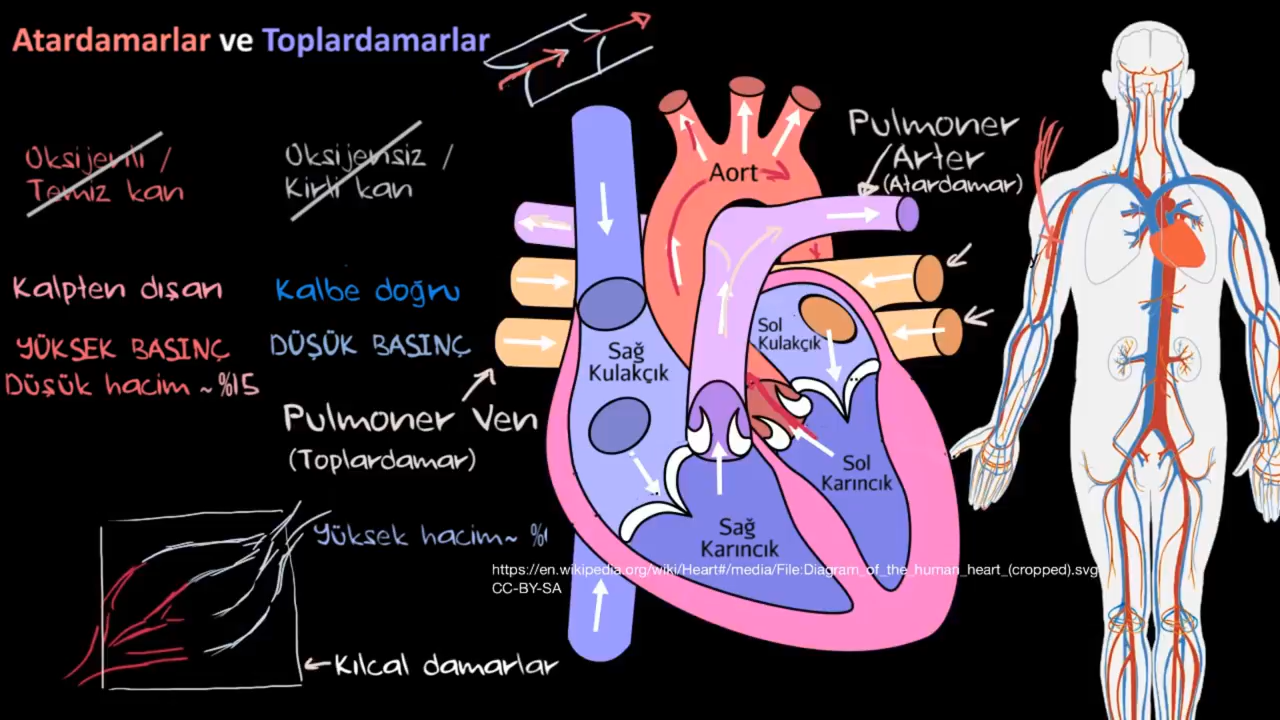 Atardamarlar ve Toplardamarlar
Oksijenli /
Temiz kan
Oksijensiz /
Kirli kan
Kalpten dışarı
Kalbe doğru
YÜKSEK BASINÇ
Düşük hacim ~ %15
DÜŞÜK BASINÇ
Pulmoner Ven
(Toplardamar)
Yüksek hacim~ %
Kılcal damarlar
Aort
Pulmoner
Arter
(Atardamar)
Sağ
Kulakçık
Sol
Kulakçık
Sol
Karıncık
Sağ
Karıncık
https://en.wikipedia.org/wiki/Heart#/media/File:Diagram_of_the_human_heart_(cropped).svg
CC-BY-SA